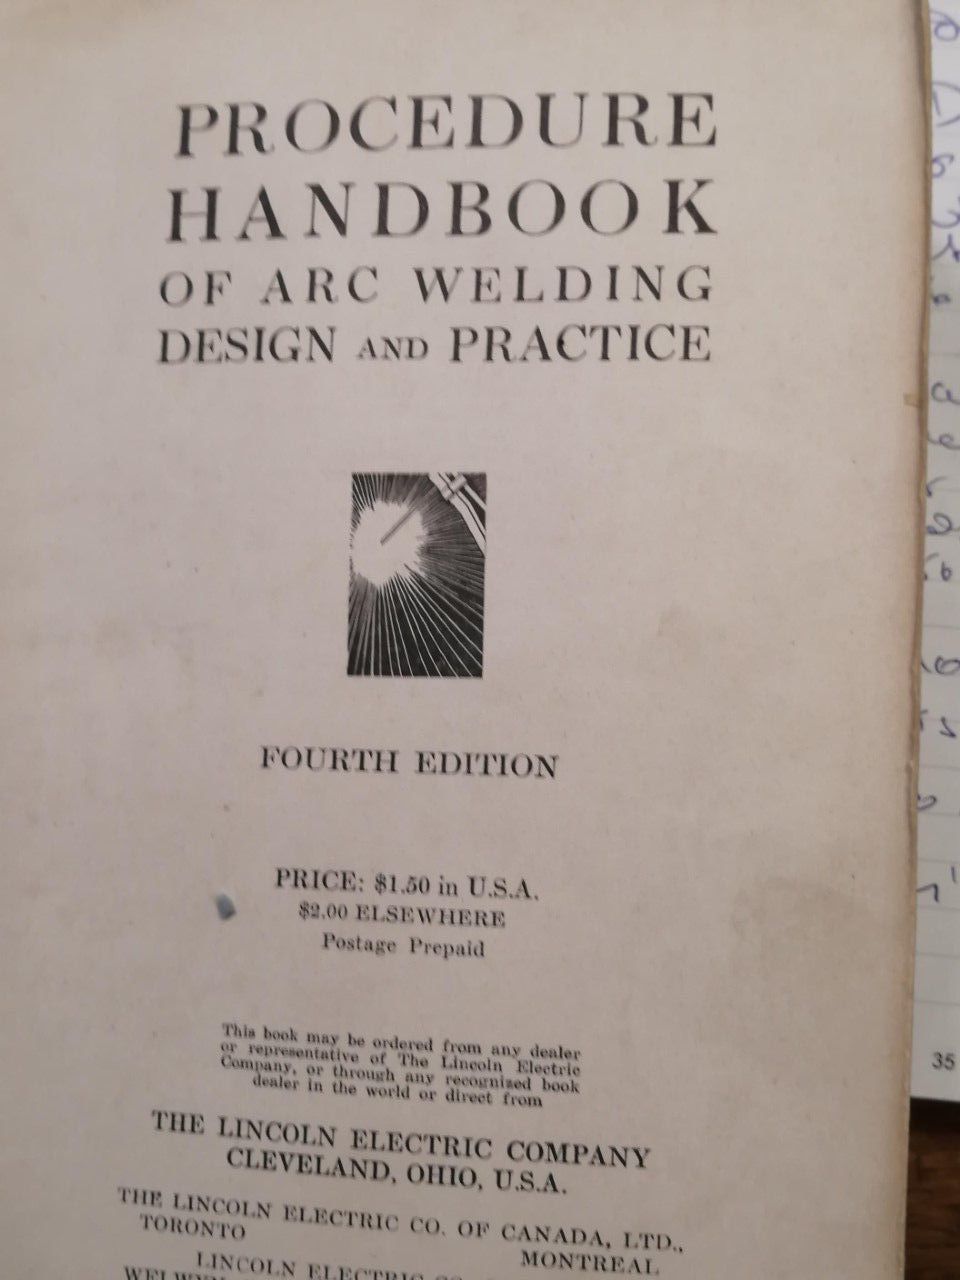 PROCEDURE
HANDBOOK
OF ARC WELDING
DESIGN AND PRACTICE
FOURTH EDITION
PRICE: $1.50 in U.S.A.
$2.00 ELSEWHERE
Postage Prepaid
This book may be ordered from any dealer
or representative of The Lincoln Electric
Company, or through any recognized book
dealer in the world or direct from
THE LINCOLN ELECTRIC COMPANY
CLEVELAND, OHIO, U.S.A.
THE LINCOLN ELECTRIC CO. OF CANADA, LTD.,
TORONTO MONTREAL
LINCOLN ELECTRIC CO.
35